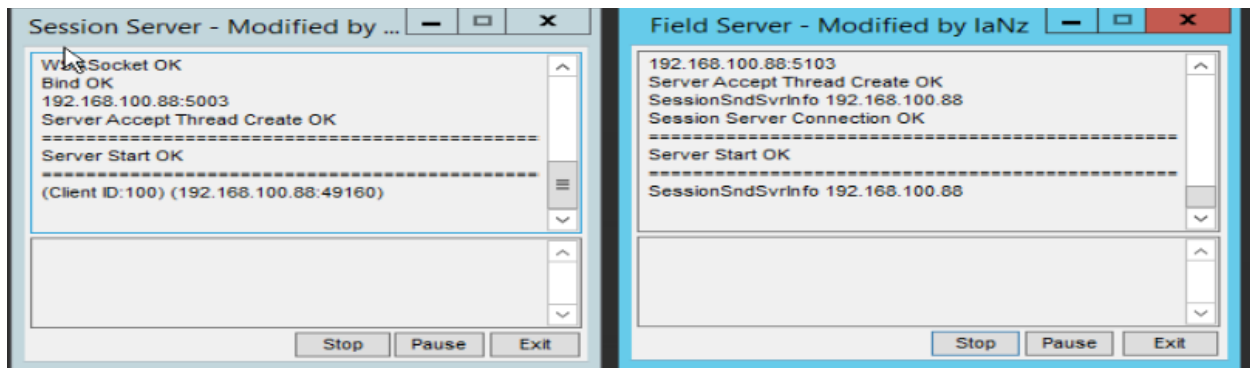 Session Server - Modified by ...
Socket OK
Bind OK
192.168.100.88:5003
Server Accept Thread Create OK
==================================================
Server Start OK
==================================================
(Client ID:100) (192.168.100.88:49160)
Stop Pause Exit
Field Server - Modified by IaNz
192.168.100.88:5103
Server Accept Thread Create OK
SessionSndSvrInfo 192.168.100.88
Session Server Connection OK
=====================================================
Server Start OK
=====================================================
SessionSndSvrInfo 192.168.100.88
Stop Pause Exit